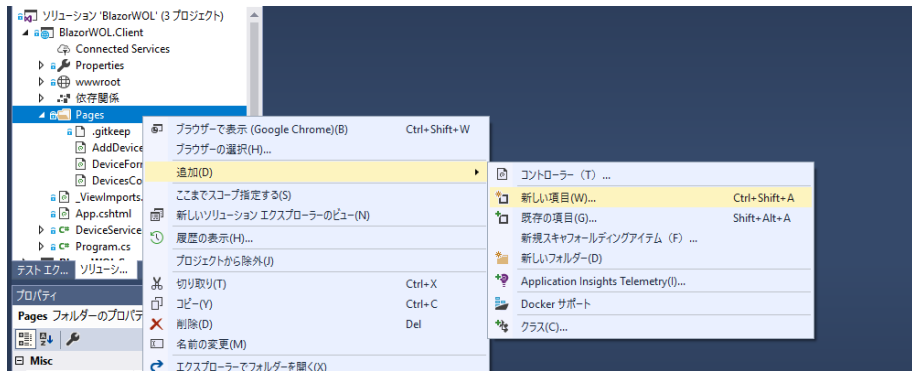 ソリューション 'BlazorWOL' (3 プロジェクト)
BlazorWOL.Client
Connected Services
Properties
wwwroot
依存関係
Pages
.gitkeep
AddDevice
DeviceForr
DevicesCo
_ViewImports.
App.cshtml
C# DeviceService
C# Program.cs
テスト エク...
ソリューシ...
プロパティ
Pages フォルダーのプロパテ
Misc
ブラウザーで表示 (Google Chrome)(B) Ctrl+Shift+W
ブラウザーの選択(H)...
追加(D)
ここまでスコープ指定する(S)
新しいソリューション エクスプローラーのビュー(N)
履歴の表示(H)...
プロジェクトから除外(J)
切り取り(T) Ctrl+X
コピー(Y) Ctrl+C
削除(D) Del
名前の変更(M)
エクスプローラーでフォルダーを開く(X)
コントローラー（T）...
新しい項目(W)... Ctrl+Shift+A
既存の項目(G)... Shift+Alt+A
新規スキャフォールディングアイテム（F）...
新しいフォルダー(D)
Application Insights Telemetry(I)...
Docker サポート
クラス(C)...